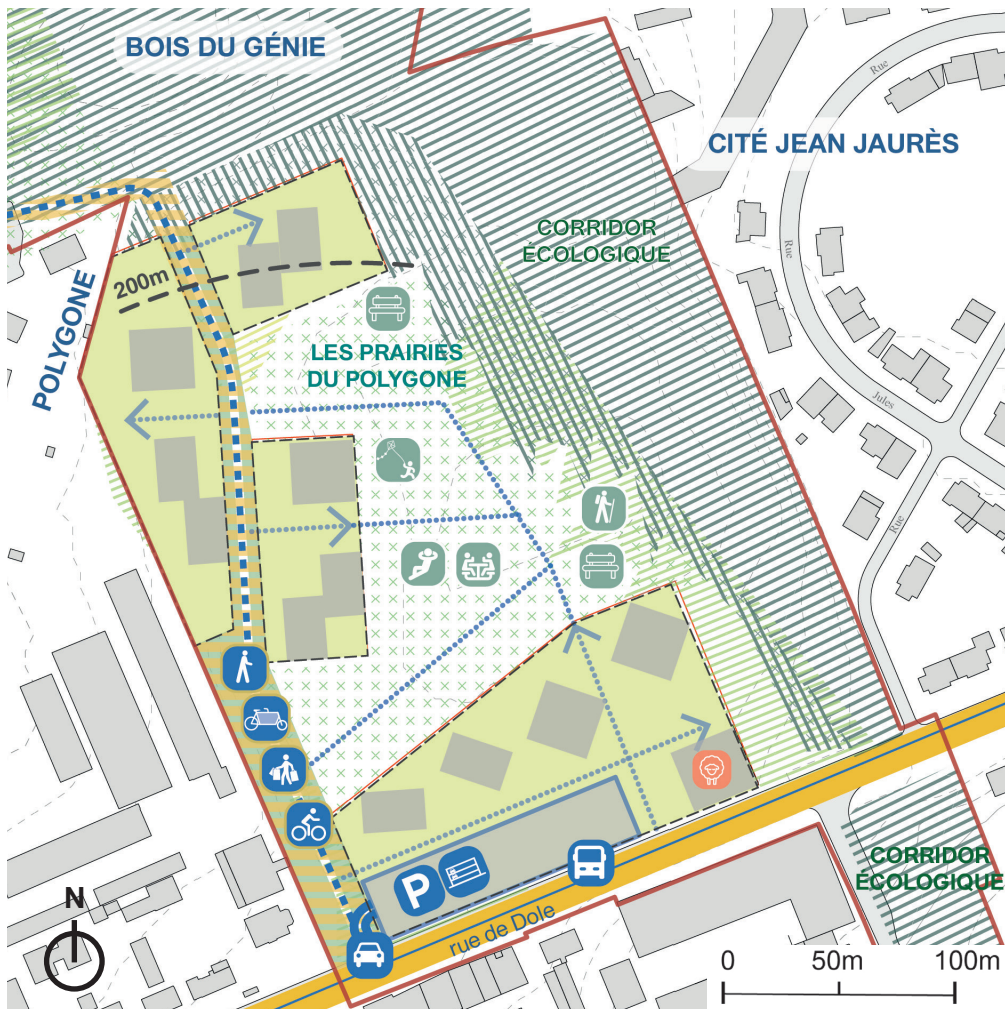 BOIS DU GÉNIE
Rue
CITÉ JEAN JAURÈS
CORRIDOR
ÉCOLOGIQUE
Rue
200m
POLYGONE
LES PRAIRIES
DU POLYGONE
Jules
Rue
P
CORRIDOR
ÉCOLOGIQUE
rue de Dole
N
0 50m 100m